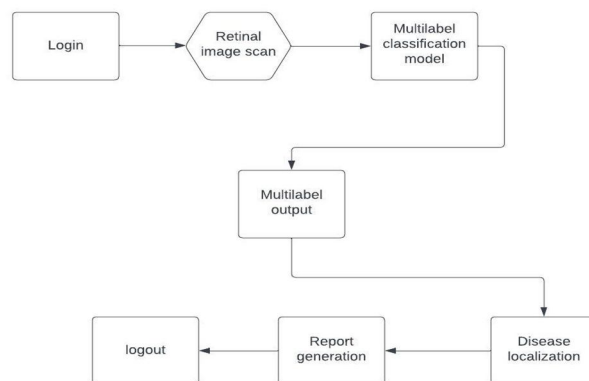 Login
Retinal
image scan
Multilabel
classification
model
Multilabel
output
Disease
localization
Report
generation
logout